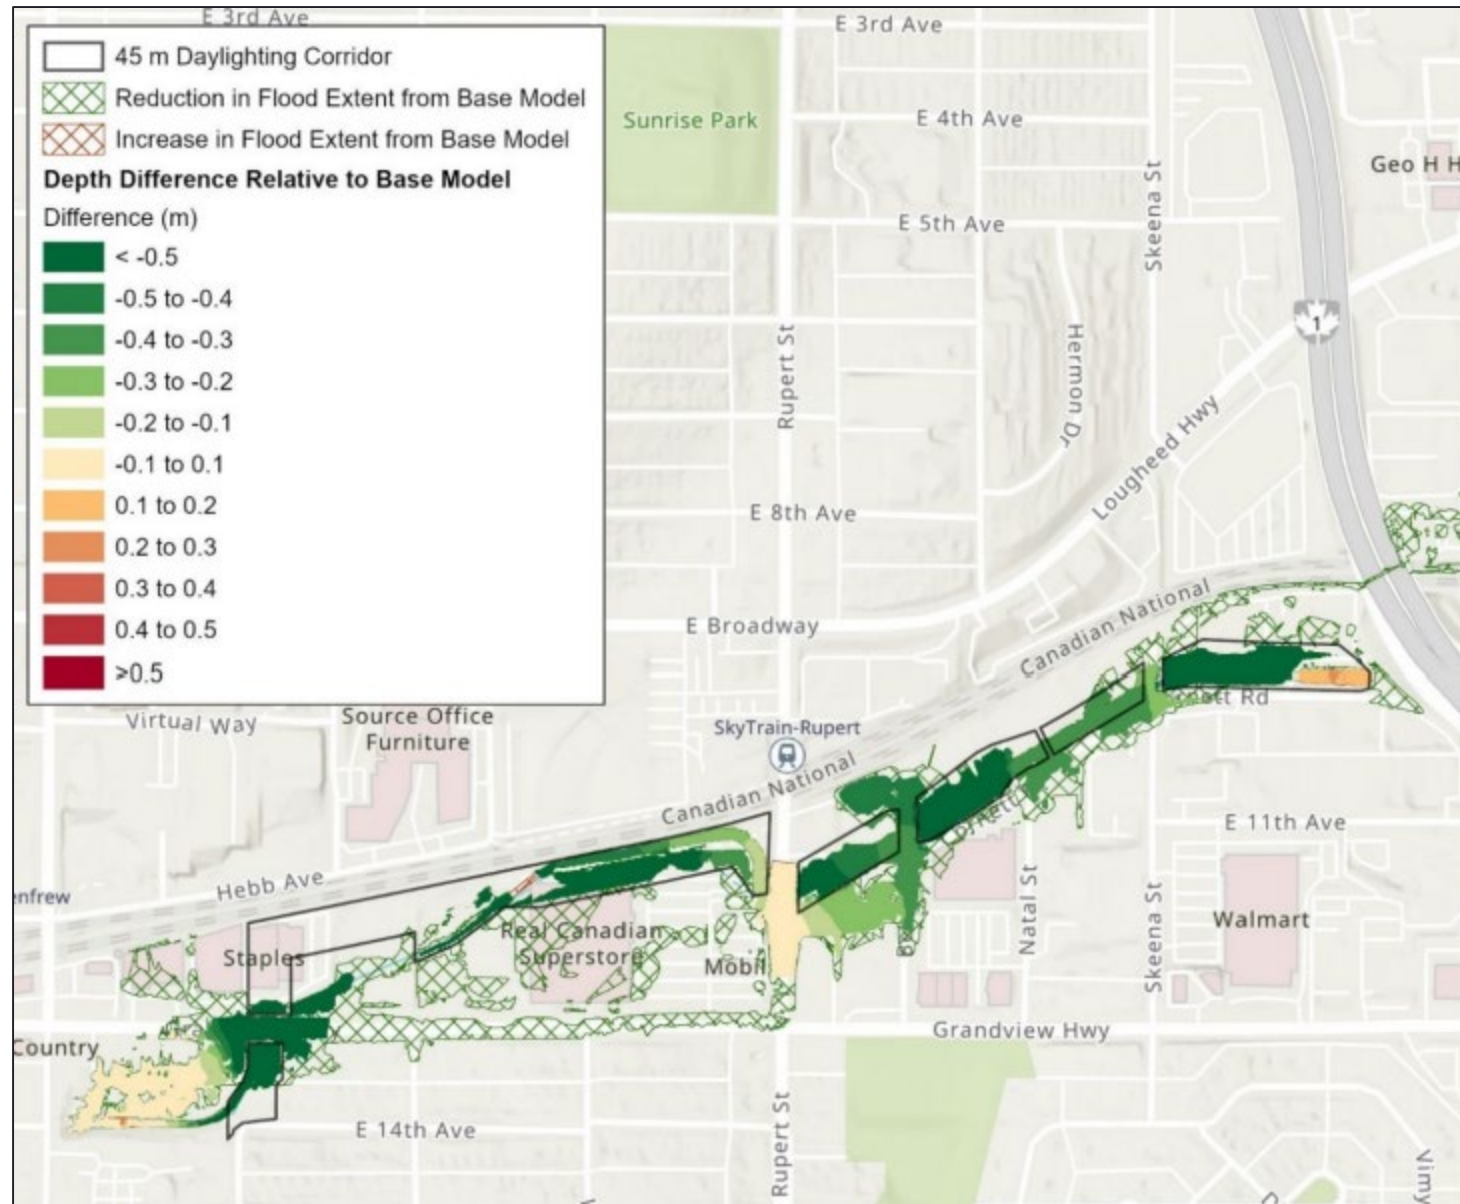 E 3rd Ave
E 3rd Ave
45 m Daylighting Corridor
Reduction in Flood Extent from Base Model
Increase in Flood Extent from Base Model
Depth Difference Relative to Base Model
Difference (m)
< -0.5
-0.5 to -0.4
-0.4 to -0.3
-0.3 to -0.2
-0.2 to -0.1
-0.1 to 0.1
0.1 to 0.2
0.2 to 0.3
0.3 to 0.4
0.4 to 0.5
≥0.5
Sunrise Park
E 4th Ave
Geo H H
Skeena St
E 5th Ave
1
Rupert St
Hermon Dr
Lougheed Hwy
E 8th Ave
E Broadway
Canadian National
ott Rd
Virtual Way
Source Office
Furniture
SkyTrain-Rupert
Canadian National
E 11th Ave
Hebb Ave
enfrew
Natal St
Skeena St
Walmart
Real Canadian
Superstore
Staples
Mobil
Grandview Hwy
Country
E 14th Ave
Rupert St
Vimy